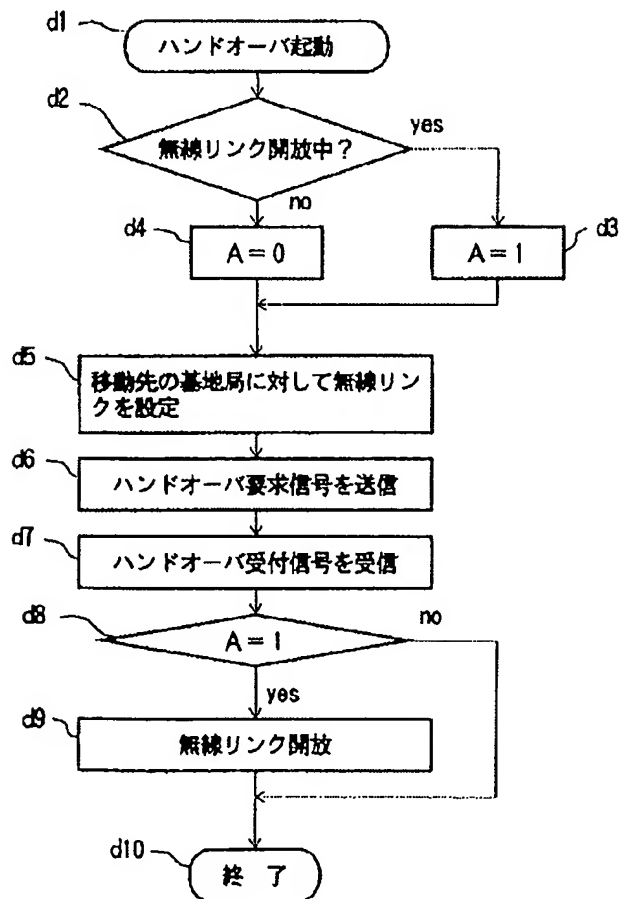 d1
ハンドオーバ起動
d2
無線リンク開放中?
yes
no
d4
A=0
A=1
d3
d5
移動先の基地局に対して無線リン
クを設定
d6
ハンドオーバ要求信号を送信
d7
ハンドオーバ受付信号を受信
d8
A=1
no
yes
d9
無線リンク開放
d10
終 了